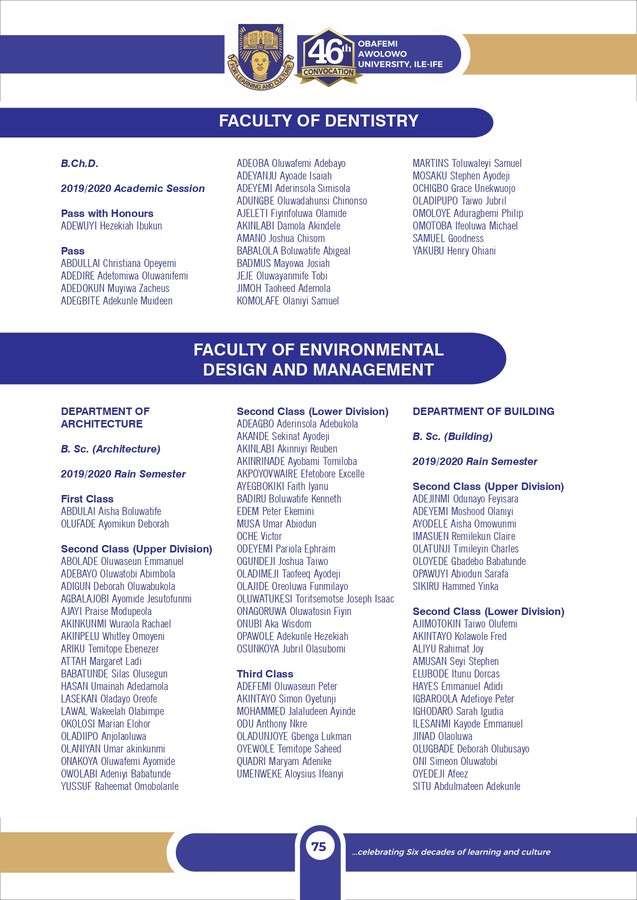 FOR LEARNING AND CULTURE
46th
CONVOCATION
OBAFEMI
AWOLOWO
UNIVERSITY, ILE-IFE
FACULTY OF DENTISTRY
B.Ch.D.
2019/2020 Academic Session
Pass with Honours
ADEWUYI Hezekiah Ibukun
Pass
ABDULLAI Christiana Opeyemi
ADEDIRE Adetomiwa Oluwanifemi
ADEDOKUN Muyiwa Zacheus
ADEGBITE Adekunle Muideen
ADEOBA Oluwafemi Adebayo
ADEYANJU Ayoade Isaiah
ADEYEMI Aderinsola Simisola
ADUNGBE Oluwadahunsi Chinonso
AJELETI Fiyinfoluwa Olamide
AKINLABI Damola Akindele
AMANO Joshua Chisom
BABALOLA Boluwatife Abigeal
BADMUS Mayowa Josiah
JEJE Oluwayanmife Tobi
JIMOH Taoheed Ademola
KOMOLAFE Olaniyi Samuel
MARTINS Toluwaleyi Samuel
MOSAKU Stephen Ayodeji
OCHIGBO Grace Unekwuojo
OLADIPUPO Taiwo Jubril
OMOLOYE Aduragbemi Philip
OMOTOBA Ifeoluwa Michael
SAMUEL Goodness
YAKUBU Henry Ohiani
FACULTY OF ENVIRONMENTAL
DESIGN AND MANAGEMENT
DEPARTMENT OF
ARCHITECTURE
B. Sc. (Architecture)
2019/2020 Rain Semester
First Class
ABDULAI Aisha Boluwatife
OLUFADE Ayomikun Deborah
Second Class (Upper Division)
ABOLADE Oluwaseun Emmanuel
ADEBAYO Oluwatobi Abimbola
ADIGUN Deborah Oluwabukola
AGBALAJOBI Ayomide Jesutofunmi
AJAYI Praise Modupeola
AKINKUNMI Wuraola Rachael
AKINPELU Whitley Omoyeni
ARIKU Temitope Ebenezer
ATTAH Margaret Ladi
BABATUNDE Silas Olusegun
HASAN Umainah Adedamola
LASEKAN Oladayo Oreofe
LAWAL Wakeelah Olabimpe
OKOLOSI Marian Elohor
OLADIIPO Anjolaoluwa
OLANIYAN Umar akinkunmi
ONAKOYA Oluwafemi Ayomide
OWOLABI Adeniyi Babatunde
YUSSUF Raheemat Omobolanle
Second Class (Lower Division)
ADEAGBO Aderinsola Adebukola
AKANDE Sekinat Ayodeji
AKINLABI Akinniyi Reuben
AKINRINADE Ayobami Tomiloba
AKPOYOVWAIRE Efetobore Excelle
AYEGBOKIKI Faith Iyanu
BADIRU Boluwatife Kenneth
EDEM Peter Ekemini
MUSA Umar Abiodun
OCHE Victor
ODEYEMI Pariola Ephraim
OGUNDEJI Joshua Taiwo
OLADIMEJI Taofeeq Ayodeji
OLAJIDE Oreoluwa Funmilayo
OLUWATUKESI Toritsemotse Joseph Isaac
ONAGORUWA Oluwatosin Fiyin
ONUBI Aka Wisdom
OPAWOLE Adekunle Hezekiah
OSUNKOYA Jubril Olasubomi
Third Class
ADEFEMI Oluwaseun Peter
AKINTAYO Simon Oyetunji
MOHAMMED Jalaludeen Ayinde
ODU Anthony Nkre
OLADUNJOYE Gbenga Lukman
OYEWOLE Temitope Saheed
QUADRI Maryam Adenike
UMENWEKE Aloysius Ifeanyi
DEPARTMENT OF BUILDING
B. Sc. (Building)
2019/2020 Rain Semester
Second Class (Upper Division)
ADEJINMI Odunayo Feyisara
ADEYEMI Moshood Olaniyi
AYODELE Aisha Omowunmi
IMASUEN Remilekun Claire
OLATUNJI Timileyin Charles
OLOYEDE Gbadebo Babatunde
OPAWUYI Abiodun Sarafa
SIKIRU Hammed Yinka
Second Class (Lower Division)
AJIMOTOKIN Taiwo Olufemi
AKINTAYO Kolawole Fred
ALIYU Rahimat Joy
AMUSAN Seyi Stephen
ELUBODE Itunu Dorcas
HAYES Emmanuel Adidi
IGBAROOLA Adefioye Peter
IGHODARO Sarah Igudia
ILESANMI Kayode Emmanuel
JINAD Olaoluwa
OLUGBADE Deborah Olubusayo
ONI Simeon Oluwatobi
OYEDEJI Afeez
SITU Abdulmateen Adekunle
75
...celebrating Six decades of learning and culture